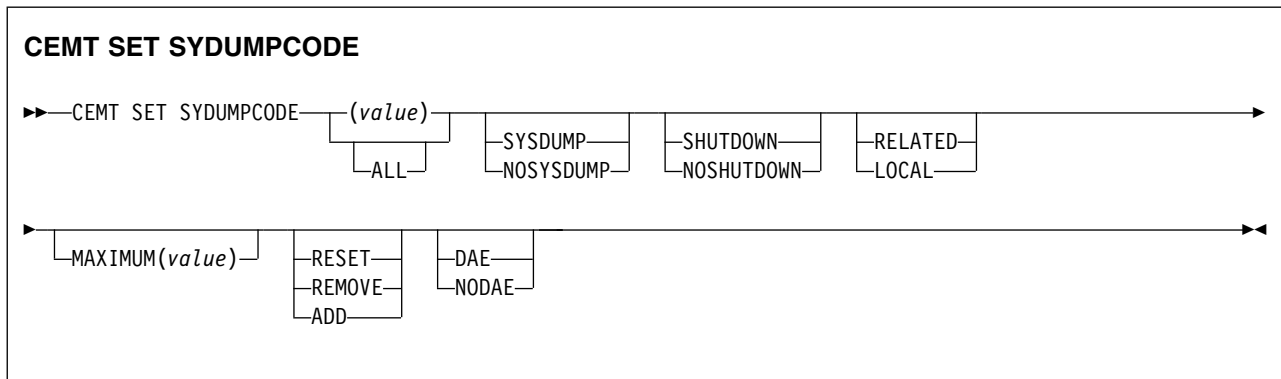 CEMT SET SYDUMPCODE
CEMT SET SYDUMPCODE (value) SYSDUMP SHUTDOWN RELATED
ALL NOSYSDUMP NOSHUTDOWN LOCAL
MAXIMUM(value) RESET DAE
REMOVE NODAE
ADD